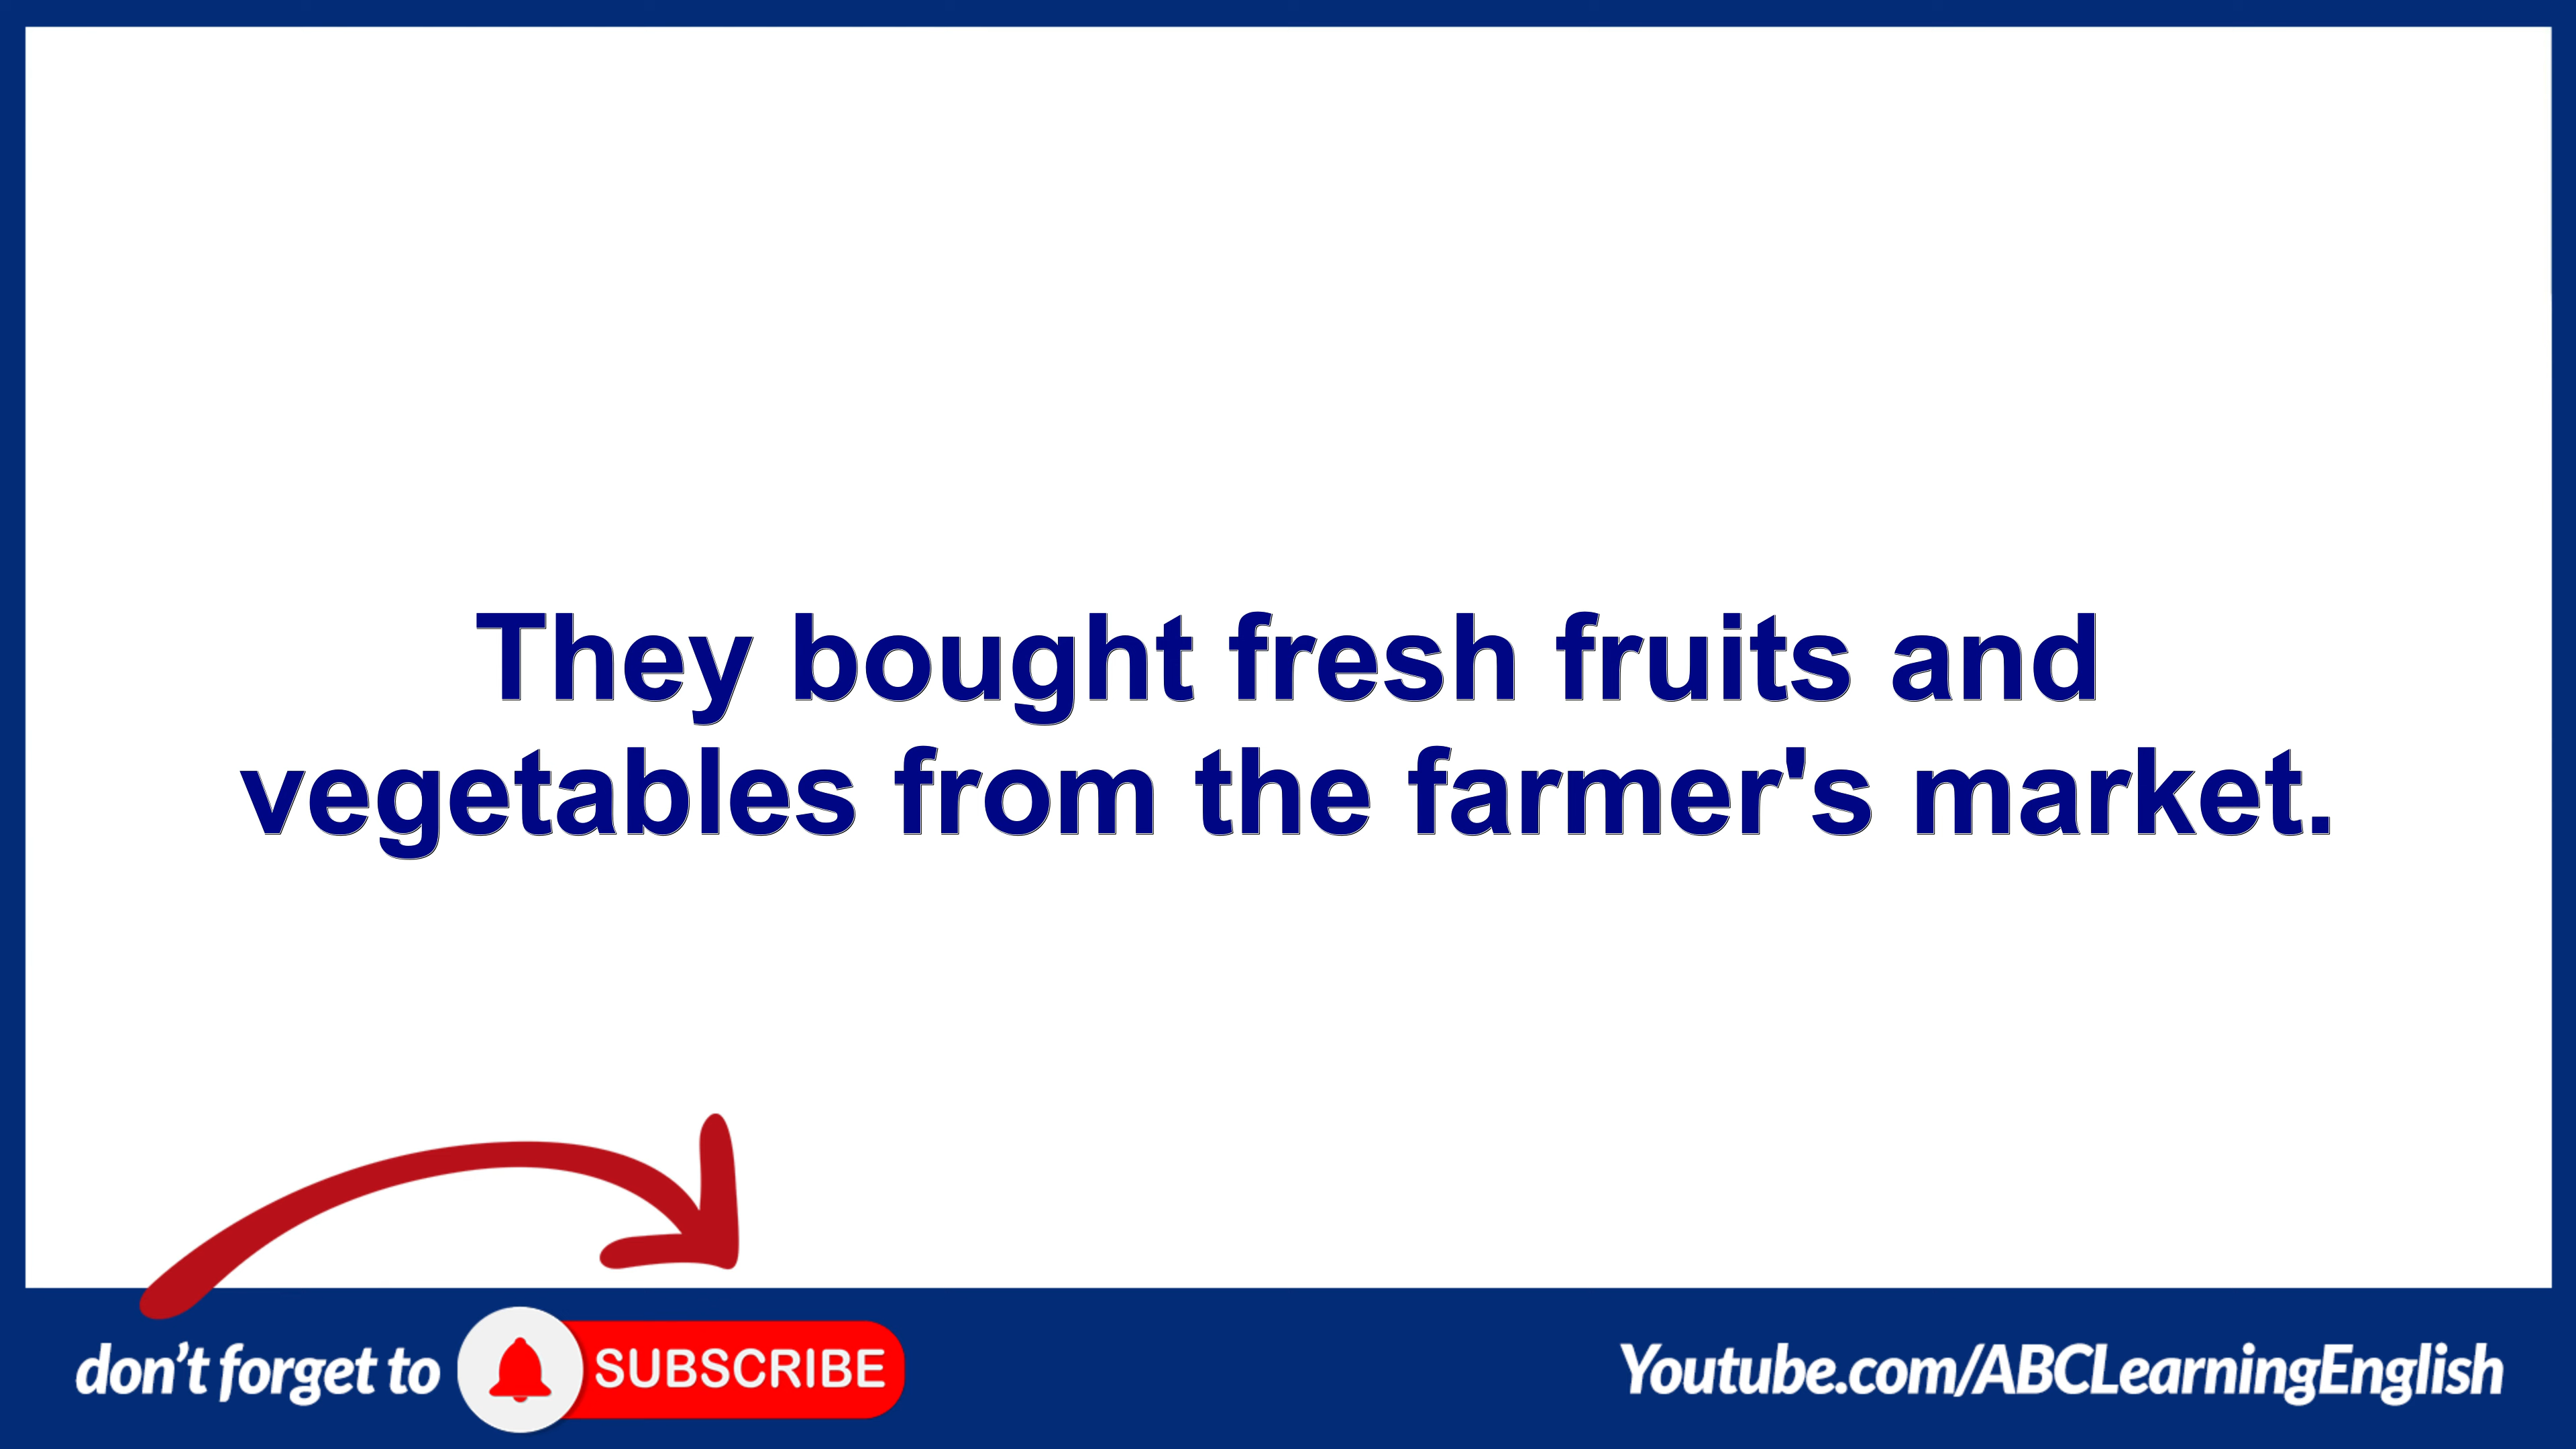 They bought fresh fruits and
vegetables from the farmer's market.
don’t forget to SUBSCRIBE
Youtube.com/ABCLearningEnglish